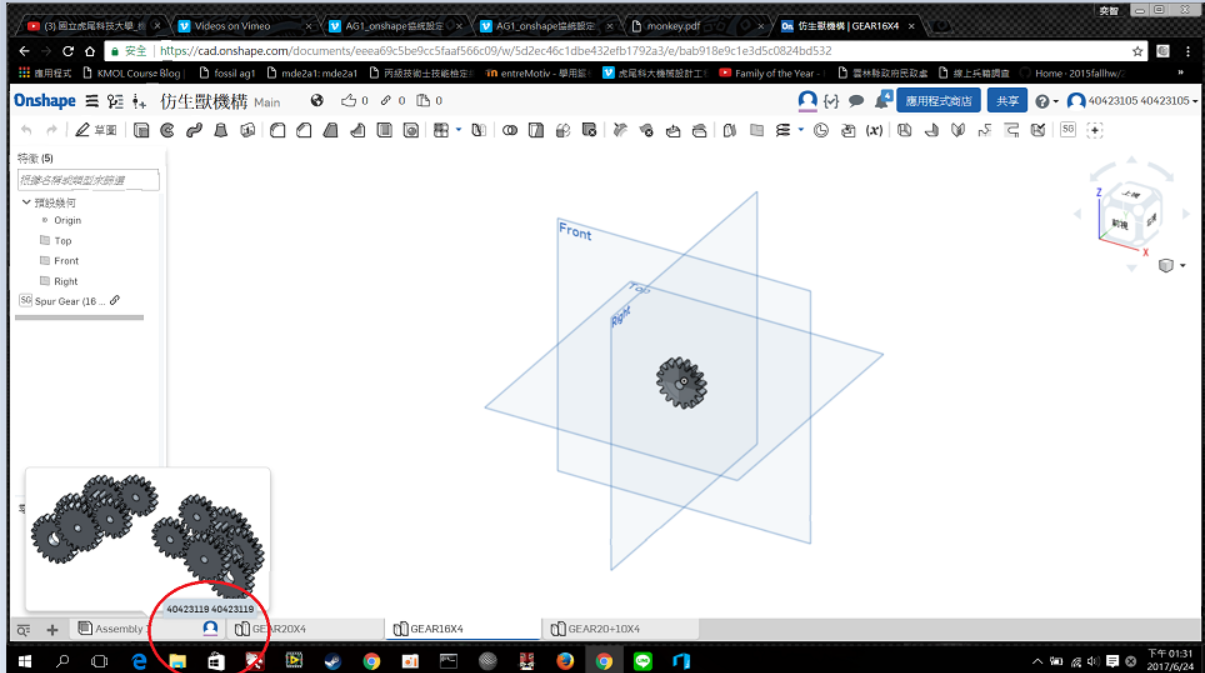 奕智
(3) 國立虎尾科技大學_機
Videos on Vimeo
AG1_onshape協統設定
AG1_onshape協統設定
monkey.pdf
仿生獸機構 | GEAR16X4
安全 | https://cad.onshape.com/documents/eeea69c5be9cc5faaf566c09/w/5d2ec46c1dbe432efb1792a3/e/bab918e9c1e3d5c0824bd532
應用程式
KMOL Course Blog
fossil ag1
mde2a1: mde2a1
丙級技術士技能檢定
entreMotiv - 學用
虎尾科大機械設計工
Family of the Year -
雲林縣政府民政處
線上兵籍調查
Home · 2015fallhw/
»
Onshape
仿生獸機構 Main
0
0
0
4
應用程式商店
共享
40423105 40423105
草圖
(x)
SG
特徵 (5)
根據名稱或類型來篩選
預設幾何
Origin
Top
Front
Right
Spur Gear (16 ...
Front
Top
Right
Z
X
上視
前視
40423119 40423119
Assembly
GEAR20X4
GEAR16X4
GEAR20+10X4
下午 01:31
2017/6/24